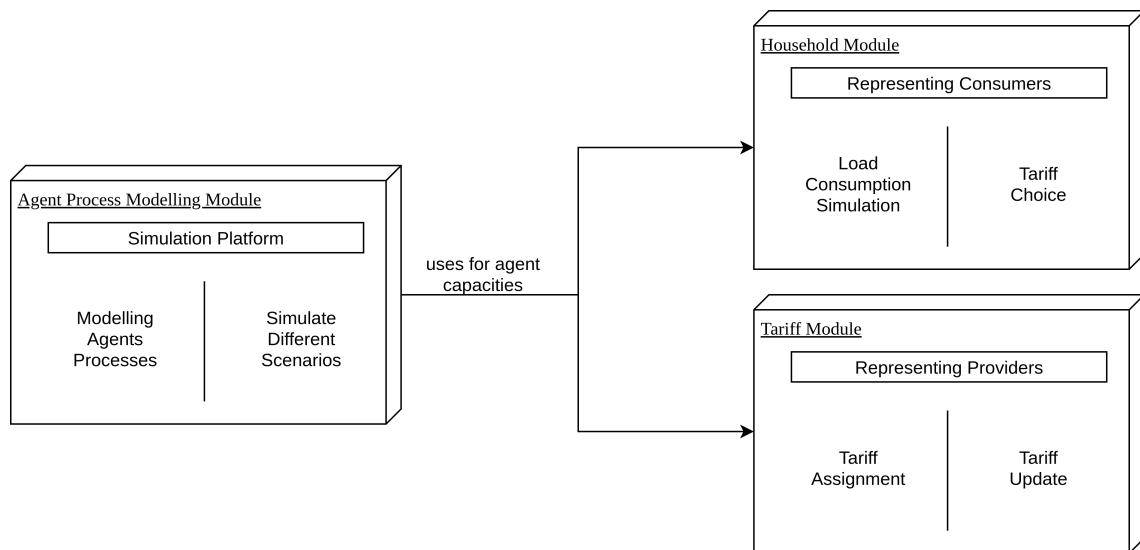 Agent Process Modelling Module
Simulation Platform
Modelling
Agents
Processes
Simulate
Different
Scenarios
uses for agent
capacities
Household Module
Representing Consumers
Load
Consumption
Simulation
Tariff
Choice
Tariff Module
Representing Providers
Tariff
Assignment
Tariff
Update